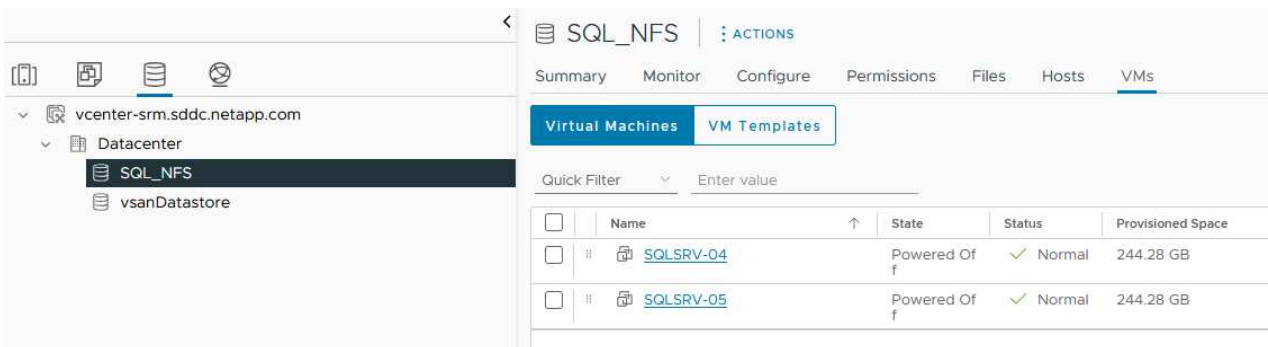 SQL_NFS
ACTIONS
Summary Monitor Configure Permissions Files Hosts VMs
vcenter-srm.sddc.netapp.com
Datacenter
SQL_NFS
vsanDatastore
Virtual Machines VM Templates
Quick Filter Enter value
Name State Status Provisioned Space
SQLSRV-04 Powered Of Normal 244.28 GB
f
SQLSRV-05 Powered Of Normal 244.28 GB
f